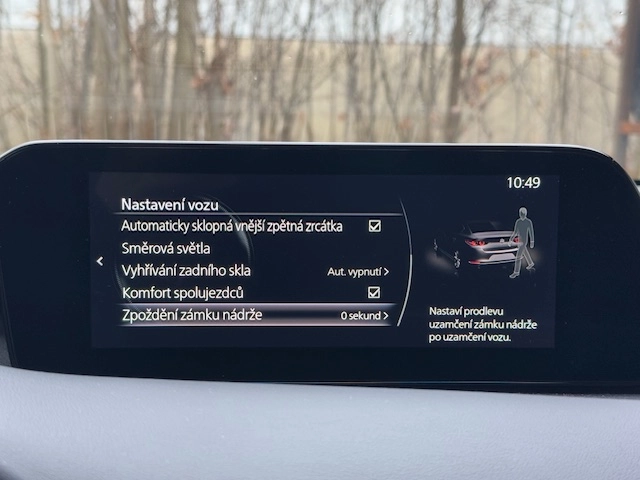 10:49
Nastavení vozu
Automaticky sklopná vnější zpětná zrcátka
Směrová světla
Vyhřívání zadního skla Aut. vypnutí >
Komfort spolujezdců
Zpoždění zámku nádrže 0 sekund >
Nastaví prodlevu
uzamčení zámku nádrže
po uzamčení vozu.